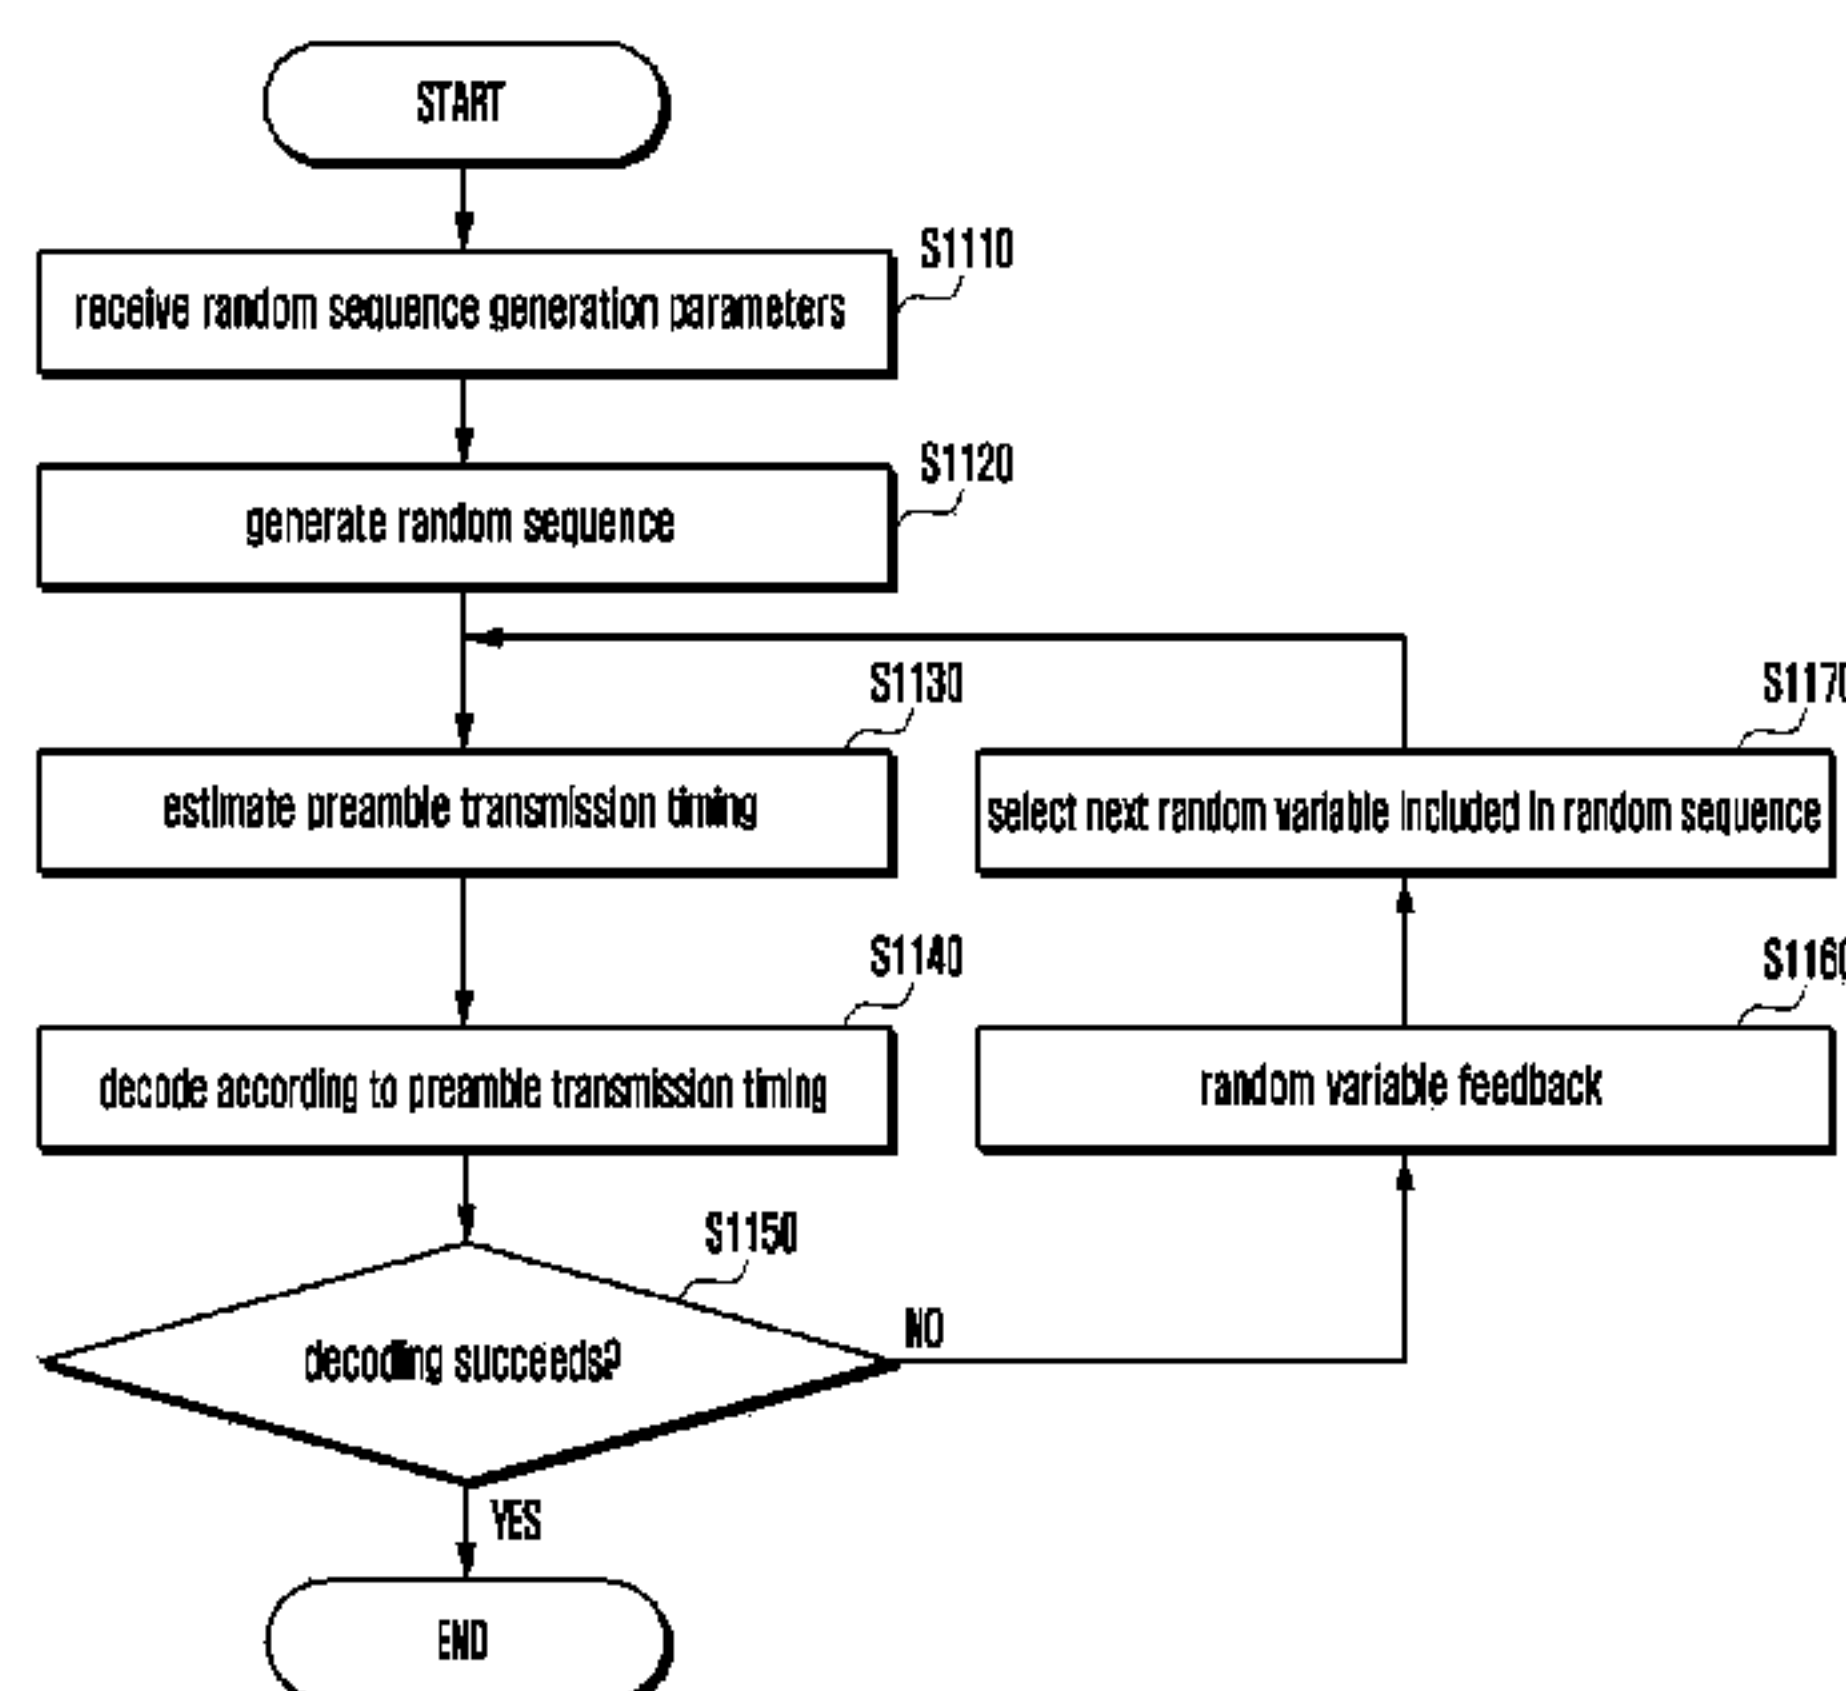 START
S1110
receive random sequence generation parameters
S1120
generate random sequence
S1130
estimate preamble transmission timing
S1170
select next random variable included in random sequence
S1140
decode according to preamble transmission timing
S1160
random variable feedback
S1150
decoding succeeds?
NO
YES
END